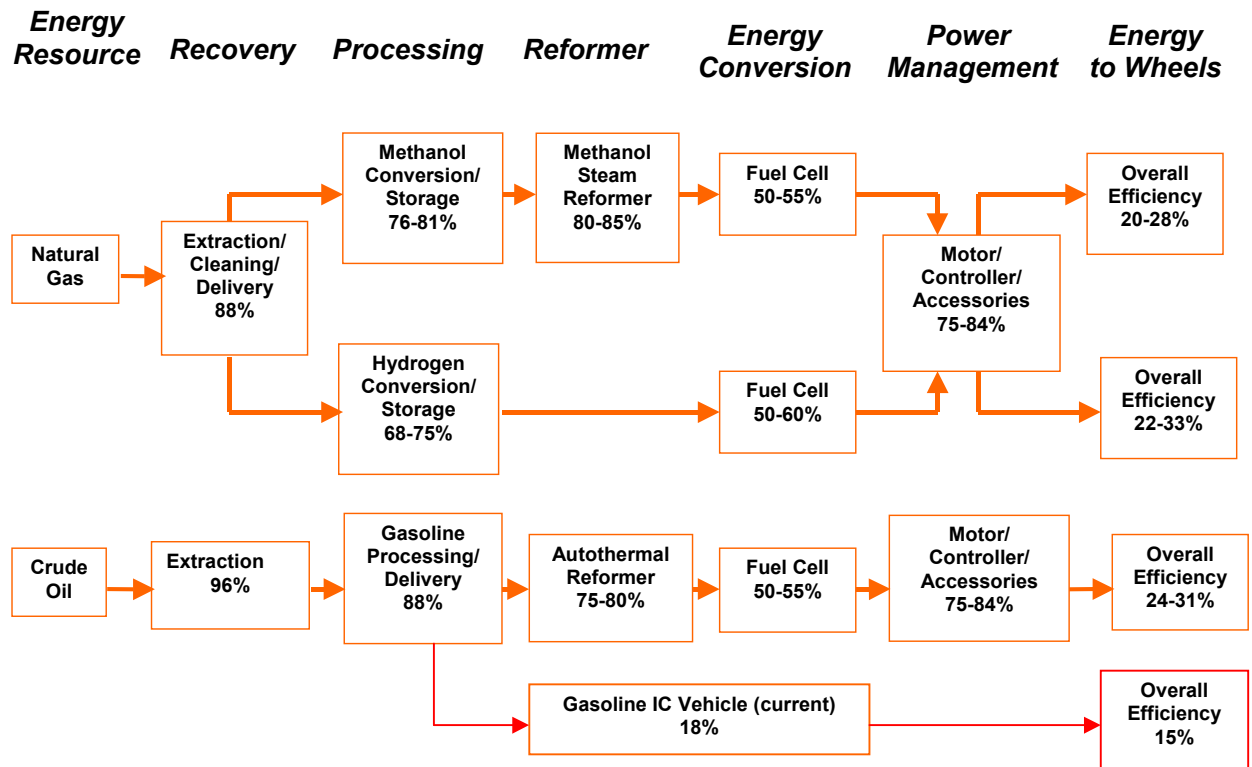 Energy
Resource
Recovery
Processing
Reformer
Energy
Conversion
Power
Management
Energy
to Wheels
Natural
Gas
Extraction/
Cleaning/
Delivery
88%
Methanol
Conversion/
Storage
76-81%
Methanol
Steam
Reformer
80-85%
Fuel Cell
50-55%
Motor/
Controller/
Accessories
75-84%
Overall
Efficiency
20-28%
Hydrogen
Conversion/
Storage
68-75%
Fuel Cell
50-60%
Overall
Efficiency
22-33%
Crude
Oil
Extraction
96%
Gasoline
Processing/
Delivery
88%
Autothermal
Reformer
75-80%
Fuel Cell
50-55%
Motor/
Controller/
Accessories
75-84%
Overall
Efficiency
24-31%
Gasoline IC Vehicle (current)
18%
Overall
Efficiency
15%